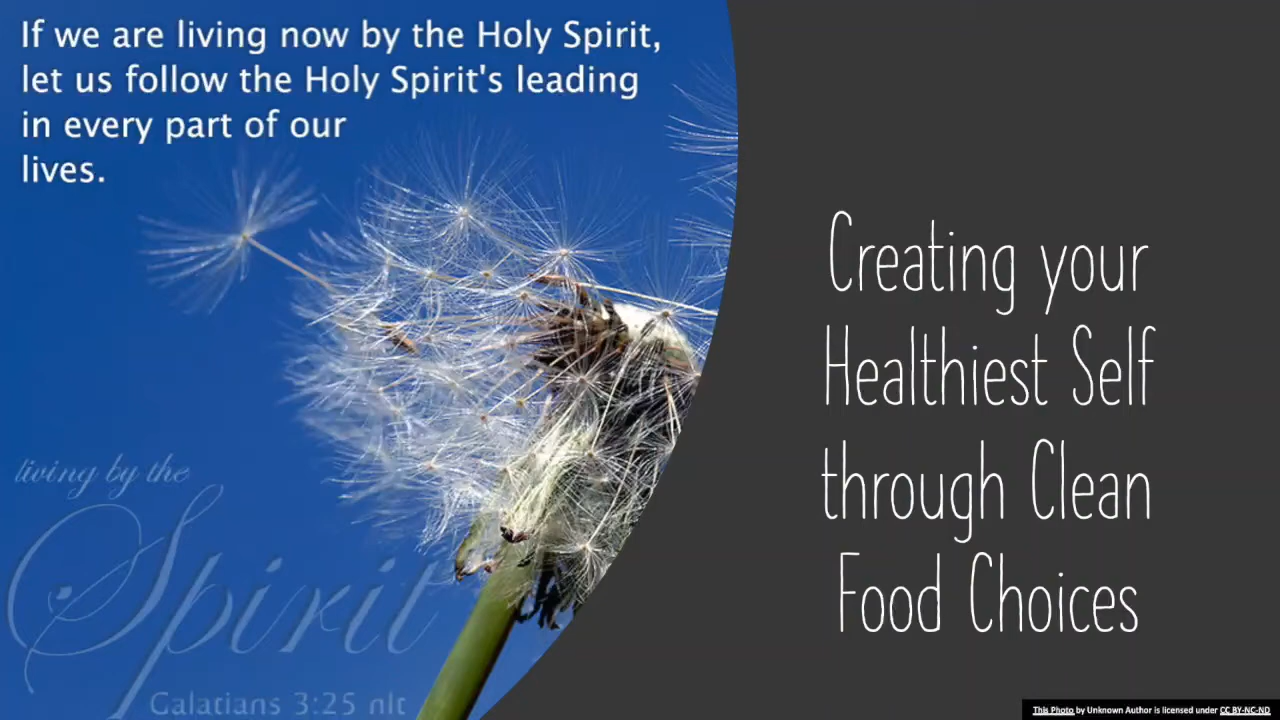 If we are living now by the Holy Spirit,
let us follow the Holy Spirit's leading
in every part of our
lives.
living by the
Spirit
Galatians 3:25 nlt
Creating your
Healthiest Self
through Clean
Food Choices
This Photo by Unknown Author is licensed under CC BY-NC-ND